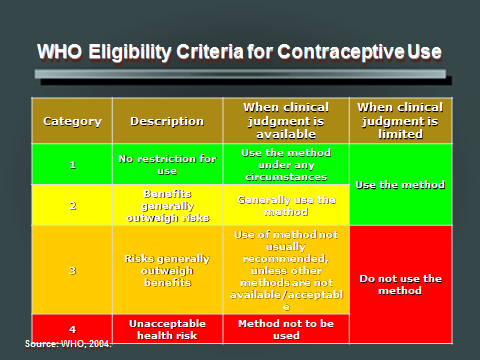 WHO Eligibility Criteria for Contraceptive Use
Category
Description
When clinical
judgment is
available
When clinical
judgment is
limited
1
No restriction for
use
Use the method
under any
circumstances
Use the method
2
Benefits
generally
outweigh risks
Generally use the
method
3
Risks generally
outweigh
benefits
Use of method not
usually
recommended,
unless other
methods are not
available/acceptabl
e
Do not use the
method
4
Unacceptable
health risk
Method not to be
used
Source: WHO, 2004.